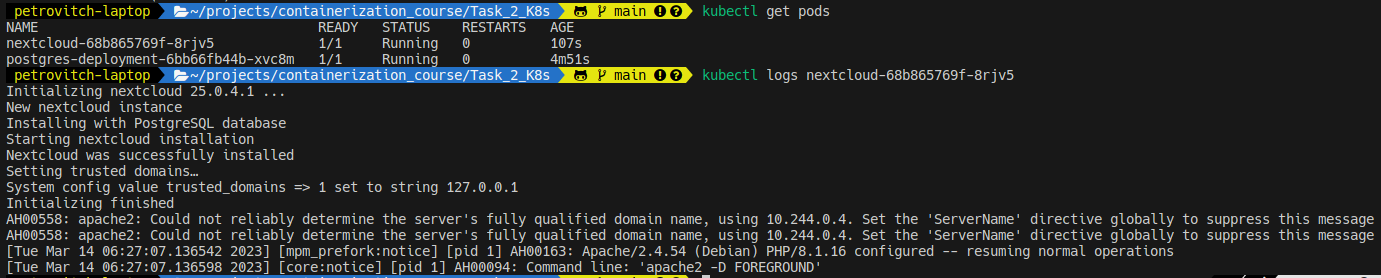 petrovitch-laptop ~/projects/containerization_course/Task_2_K8s main kubectl get pods
NAME READY STATUS RESTARTS AGE
nextcloud-68b865769f-8rjv5 1/1 Running 0 107s
postgres-deployment-6bb66fb44b-xvc8m 1/1 Running 0 4m51s
petrovitch-laptop ~/projects/containerization_course/Task_2_K8s main kubectl logs nextcloud-68b865769f-8rjv5
Initializing nextcloud 25.0.4.1 ...
New nextcloud instance
Installing with PostgreSQL database
Starting nextcloud installation
Nextcloud was successfully installed
Setting trusted domains…
System config value trusted_domains => 1 set to string 127.0.0.1
Initializing finished
AH00558: apache2: Could not reliably determine the server's fully qualified domain name, using 10.244.0.4. Set the 'ServerName' directive globally to suppress this message
AH00558: apache2: Could not reliably determine the server's fully qualified domain name, using 10.244.0.4. Set the 'ServerName' directive globally to suppress this message
[Tue Mar 14 06:27:07.136542 2023] [mpm_prefork:notice] [pid 1] AH00163: Apache/2.4.54 (Debian) PHP/8.1.16 configured -- resuming normal operations
[Tue Mar 14 06:27:07.136598 2023] [core:notice] [pid 1] AH00094: Command line: 'apache2 -D FOREGROUND'